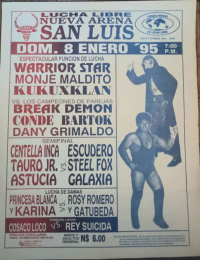 LUCHA LIBRE
NUEVA ARENA
SAN LUIS
DOM. 8 ENERO '95 7:00 P.M.
ESPECTACULAR FUNCION DE LUCHA
WARRIOR STAR
MONJE MALDITO
KUKUXKLAN
VS. LOS CAMPEONES DE PAREJAS
BREAK DEMON
CONDE BARTOK
DANY GRIMALDO
SEMIFINAL
CENTELLA INCA
TAURO JR.
ASTUCIA
VS
ESCUDERO
STEEL FOX
GALAXIA
LUCHA DE DAMAS
PRINCESA BLANCA
Y KARINA
VS
ROSY ROMERO
Y GATUBEDA
COSACO LOCO VS REY SUICIDA
N$ 6.00